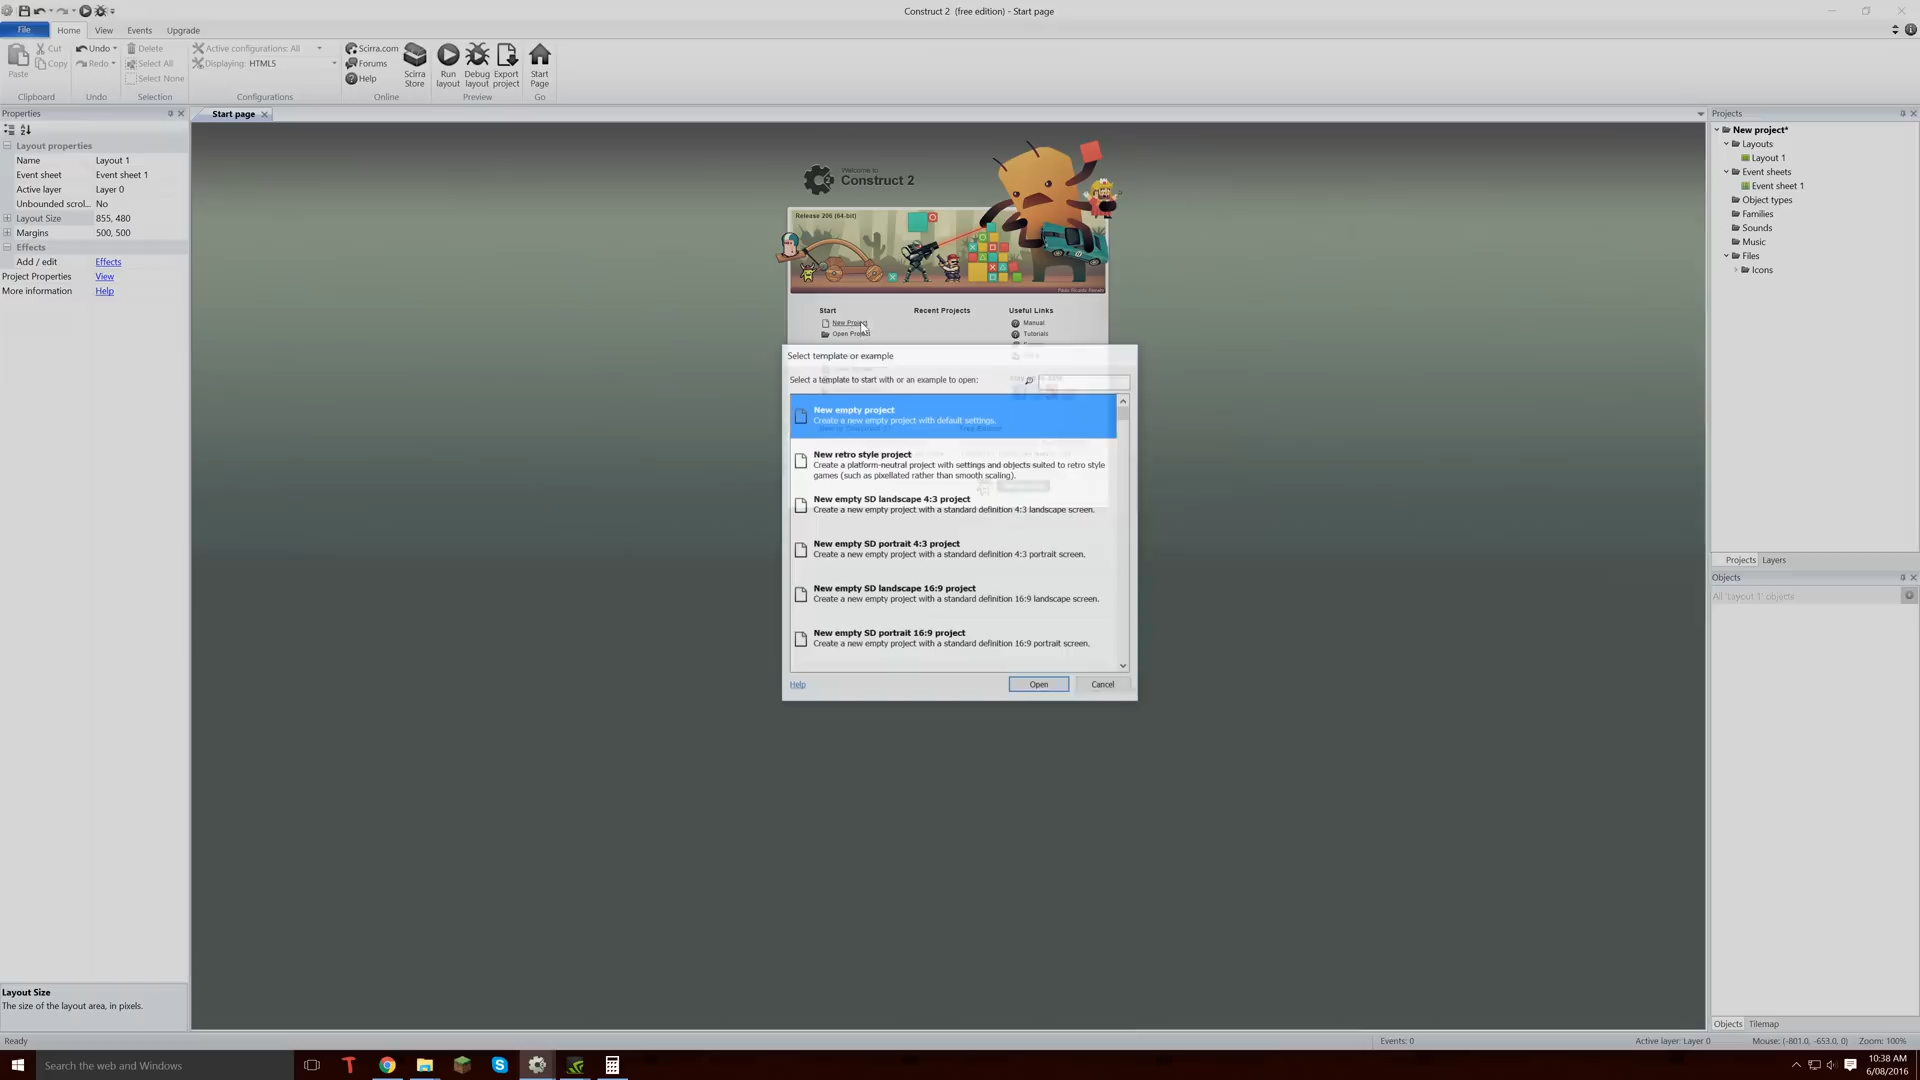 Construct 2  (free edition) - Start page
File
Home
View
Events
Upgrade
Paste
Cut
Copy
Undo
Redo
Delete
Select All
Select None
Active configurations: All
Displaying: HTML5
Scirra.com
Forums
Help
Scirra Store
Run layout
Debug layout
Export project
Start Page
Clipboard
Undo
Selection
Configurations
Online
Preview
Go
Properties
Layout properties
Name Layout 1
Event sheet Event sheet 1
Active layer Layer 0
Unbounded scrol... No
Layout Size 855, 480
Margins 500, 500
Effects
Add / edit Effects
Project Properties View
More information Help
Layout Size
The size of the layout area, in pixels.
Start page
Welcome to
Construct 2
Release 206 (64-bit)
Start
New Project
Open Project
Recent Projects
Useful Links
Manual
Tutorials
Select template or example
Select a template to start with or an example to open:
New empty project
Create a new empty project with default settings.
New retro style project
Create a platform-neutral project with settings and objects suited to retro style
games (such as pixellated rather than smooth scaling).
New empty SD landscape 4:3 project
Create a new empty project with a standard definition 4:3 landscape screen.
New empty SD portrait 4:3 project
Create a new empty project with a standard definition 4:3 portrait screen.
New empty SD landscape 16:9 project
Create a new empty project with a standard definition 16:9 landscape screen.
New empty SD portrait 16:9 project
Create a new empty project with a standard definition 16:9 portrait screen.
Help
Open
Cancel
Projects
New project*
Layouts
Layout 1
Event sheets
Event sheet 1
Object types
Families
Sounds
Music
Files
Icons
Projects
Layers
Objects
All 'Layout 1' objects
Objects
Tilemap
Ready
Events: 0
Active layer: Layer 0
Mouse: (-801.0, -653.0, 0)
Zoom: 100%
Search the web and Windows
10:38 AM
6/08/2016